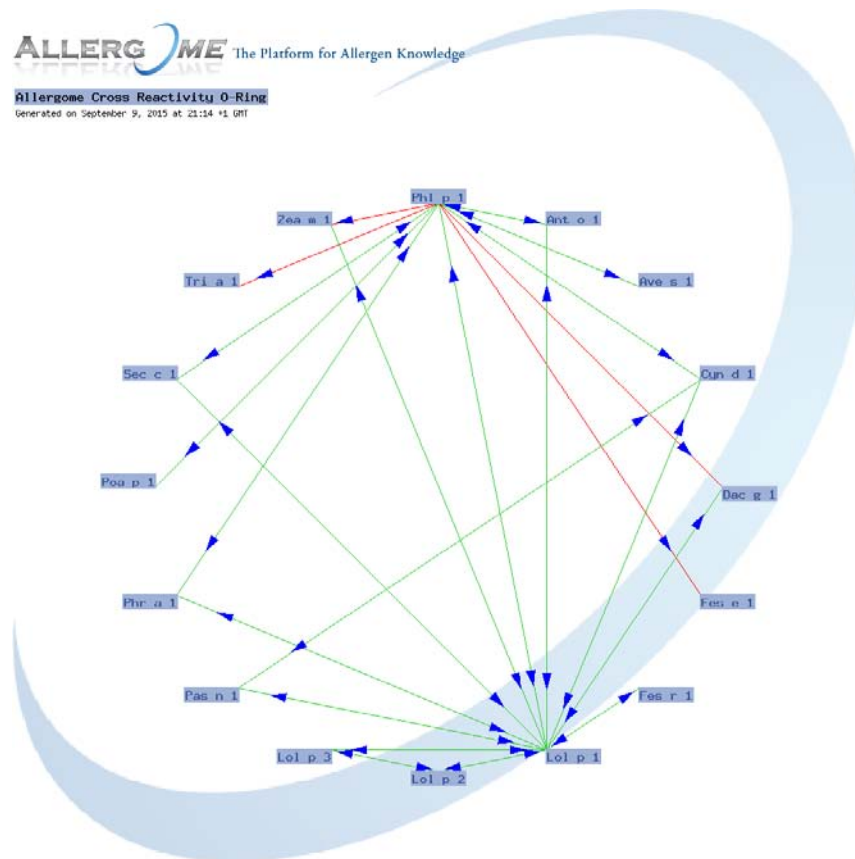 ALLERGOME The Platform for Allergen Knowledge
Allergome Cross Reactivity O-Ring
Generated on September 9, 2015 at 21:14 +1 GMT
Phl p 1
Zea m 1
Ant o 1
Tri a 1
Ave s 1
Sec c 1
Cyn d 1
Poa p 1
Dac g 1
Phr a 1
Fes e 1
Pas n 1
Fes r 1
Lol p 3
Lol p 1
Lol p 2